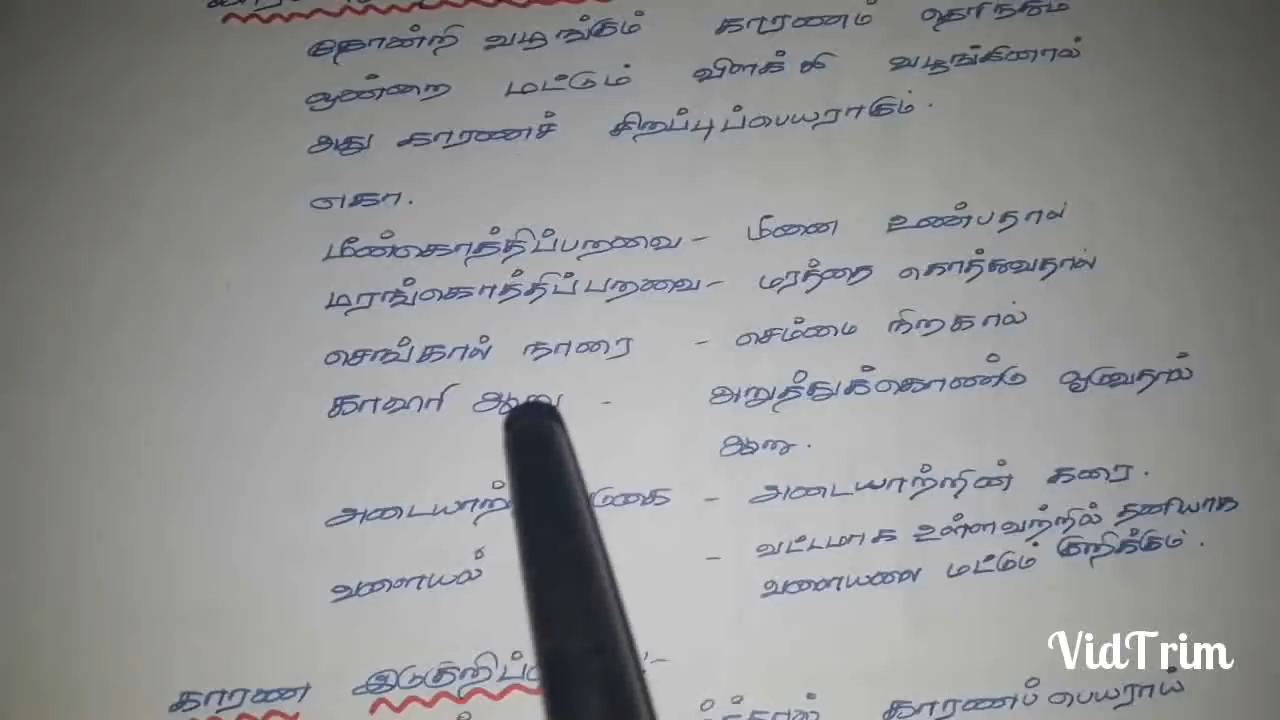 தோன்றி வழங்கும் காரணம்
ஒன்றை மட்டும் விளக்கி வழங்கினால்
அது காரணச் சிறப்புப்பெயராகும்.
எகா.
மீன்கொத்திப்பறவை - மீனை உண்பதால்
மரங்கொத்திப்பறவை - மரத்தை கொத்துவதால்
செங்கால் நாரை - செம்மை நிறகால்
காவிரி ஆறு - அறுத்துக்கொண்டு ஓடுவதால்
ஆறு.
- அடையாற்றின் கரை.
வளையல் - வட்டமாக உள்ளவற்றில் தனியாக
வளையலை மட்டும் குறிக்கும்.
காரண
காரணப் பெயராய்
VidTrim